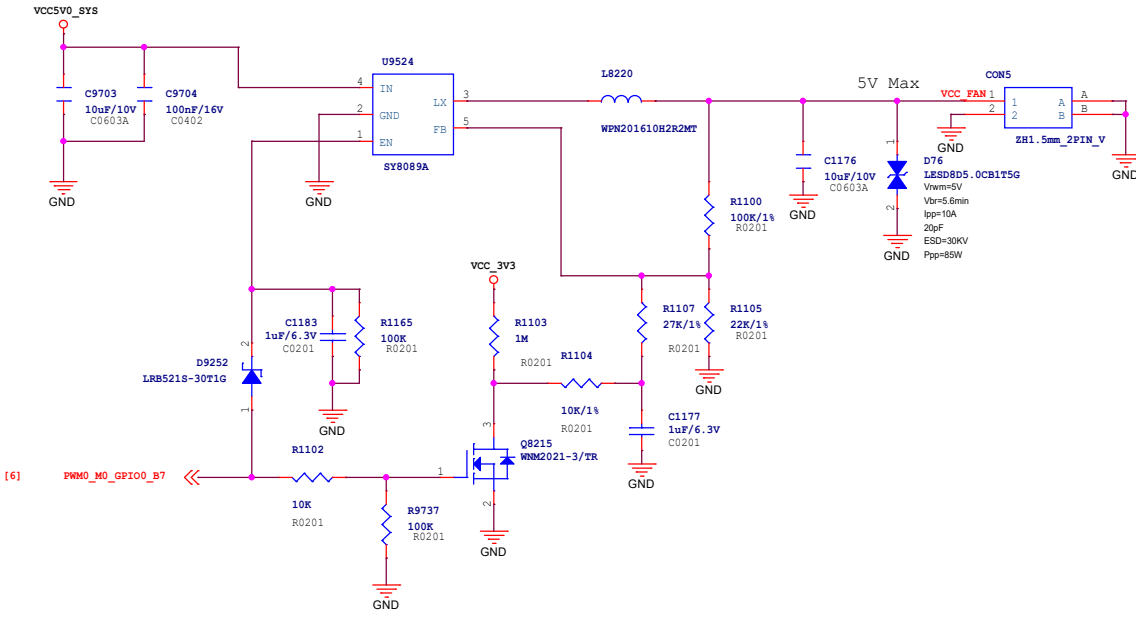 VCC5V0_SYS
C9703
10uF/10V
C0603A
C9704
100nF/16V
C0402
GND
U9524
4
IN
2
GND
1
EN
LX
3
FB
5
SY8089A
GND
L8220
WPN201610H2R2MT
5V Max
CON5
VCC_FAN
1
2
1
2
A
B
A
B
ZH1.5mm_2PIN_V
GND
GND
C1176
10uF/10V
C0603A
GND
1
2
D76
LESD8D5.0CB1T5G
Vrwm=5V
Vbr=5.6min
Ipp=10A
20pF
ESD=30KV
Ppp=85W
GND
R1100
100K/1%
R0201
VCC_3V3
R1103
1M
R0201
R1107
27K/1%
R0201
R1105
22K/1%
R0201
GND
C1183
1uF/6.3V
C0201
R1165
100K
R0201
GND
D9252
LRB521S-30T1G
2
1
R1104
10K/1%
R0201
C1177
1uF/6.3V
C0201
GND
Q8215
WNM2021-3/TR
3
1
2
GND
[6]
PWM0_M0_GPIO0_B7
R1102
10K
R0201
R9737
100K
R0201
GND